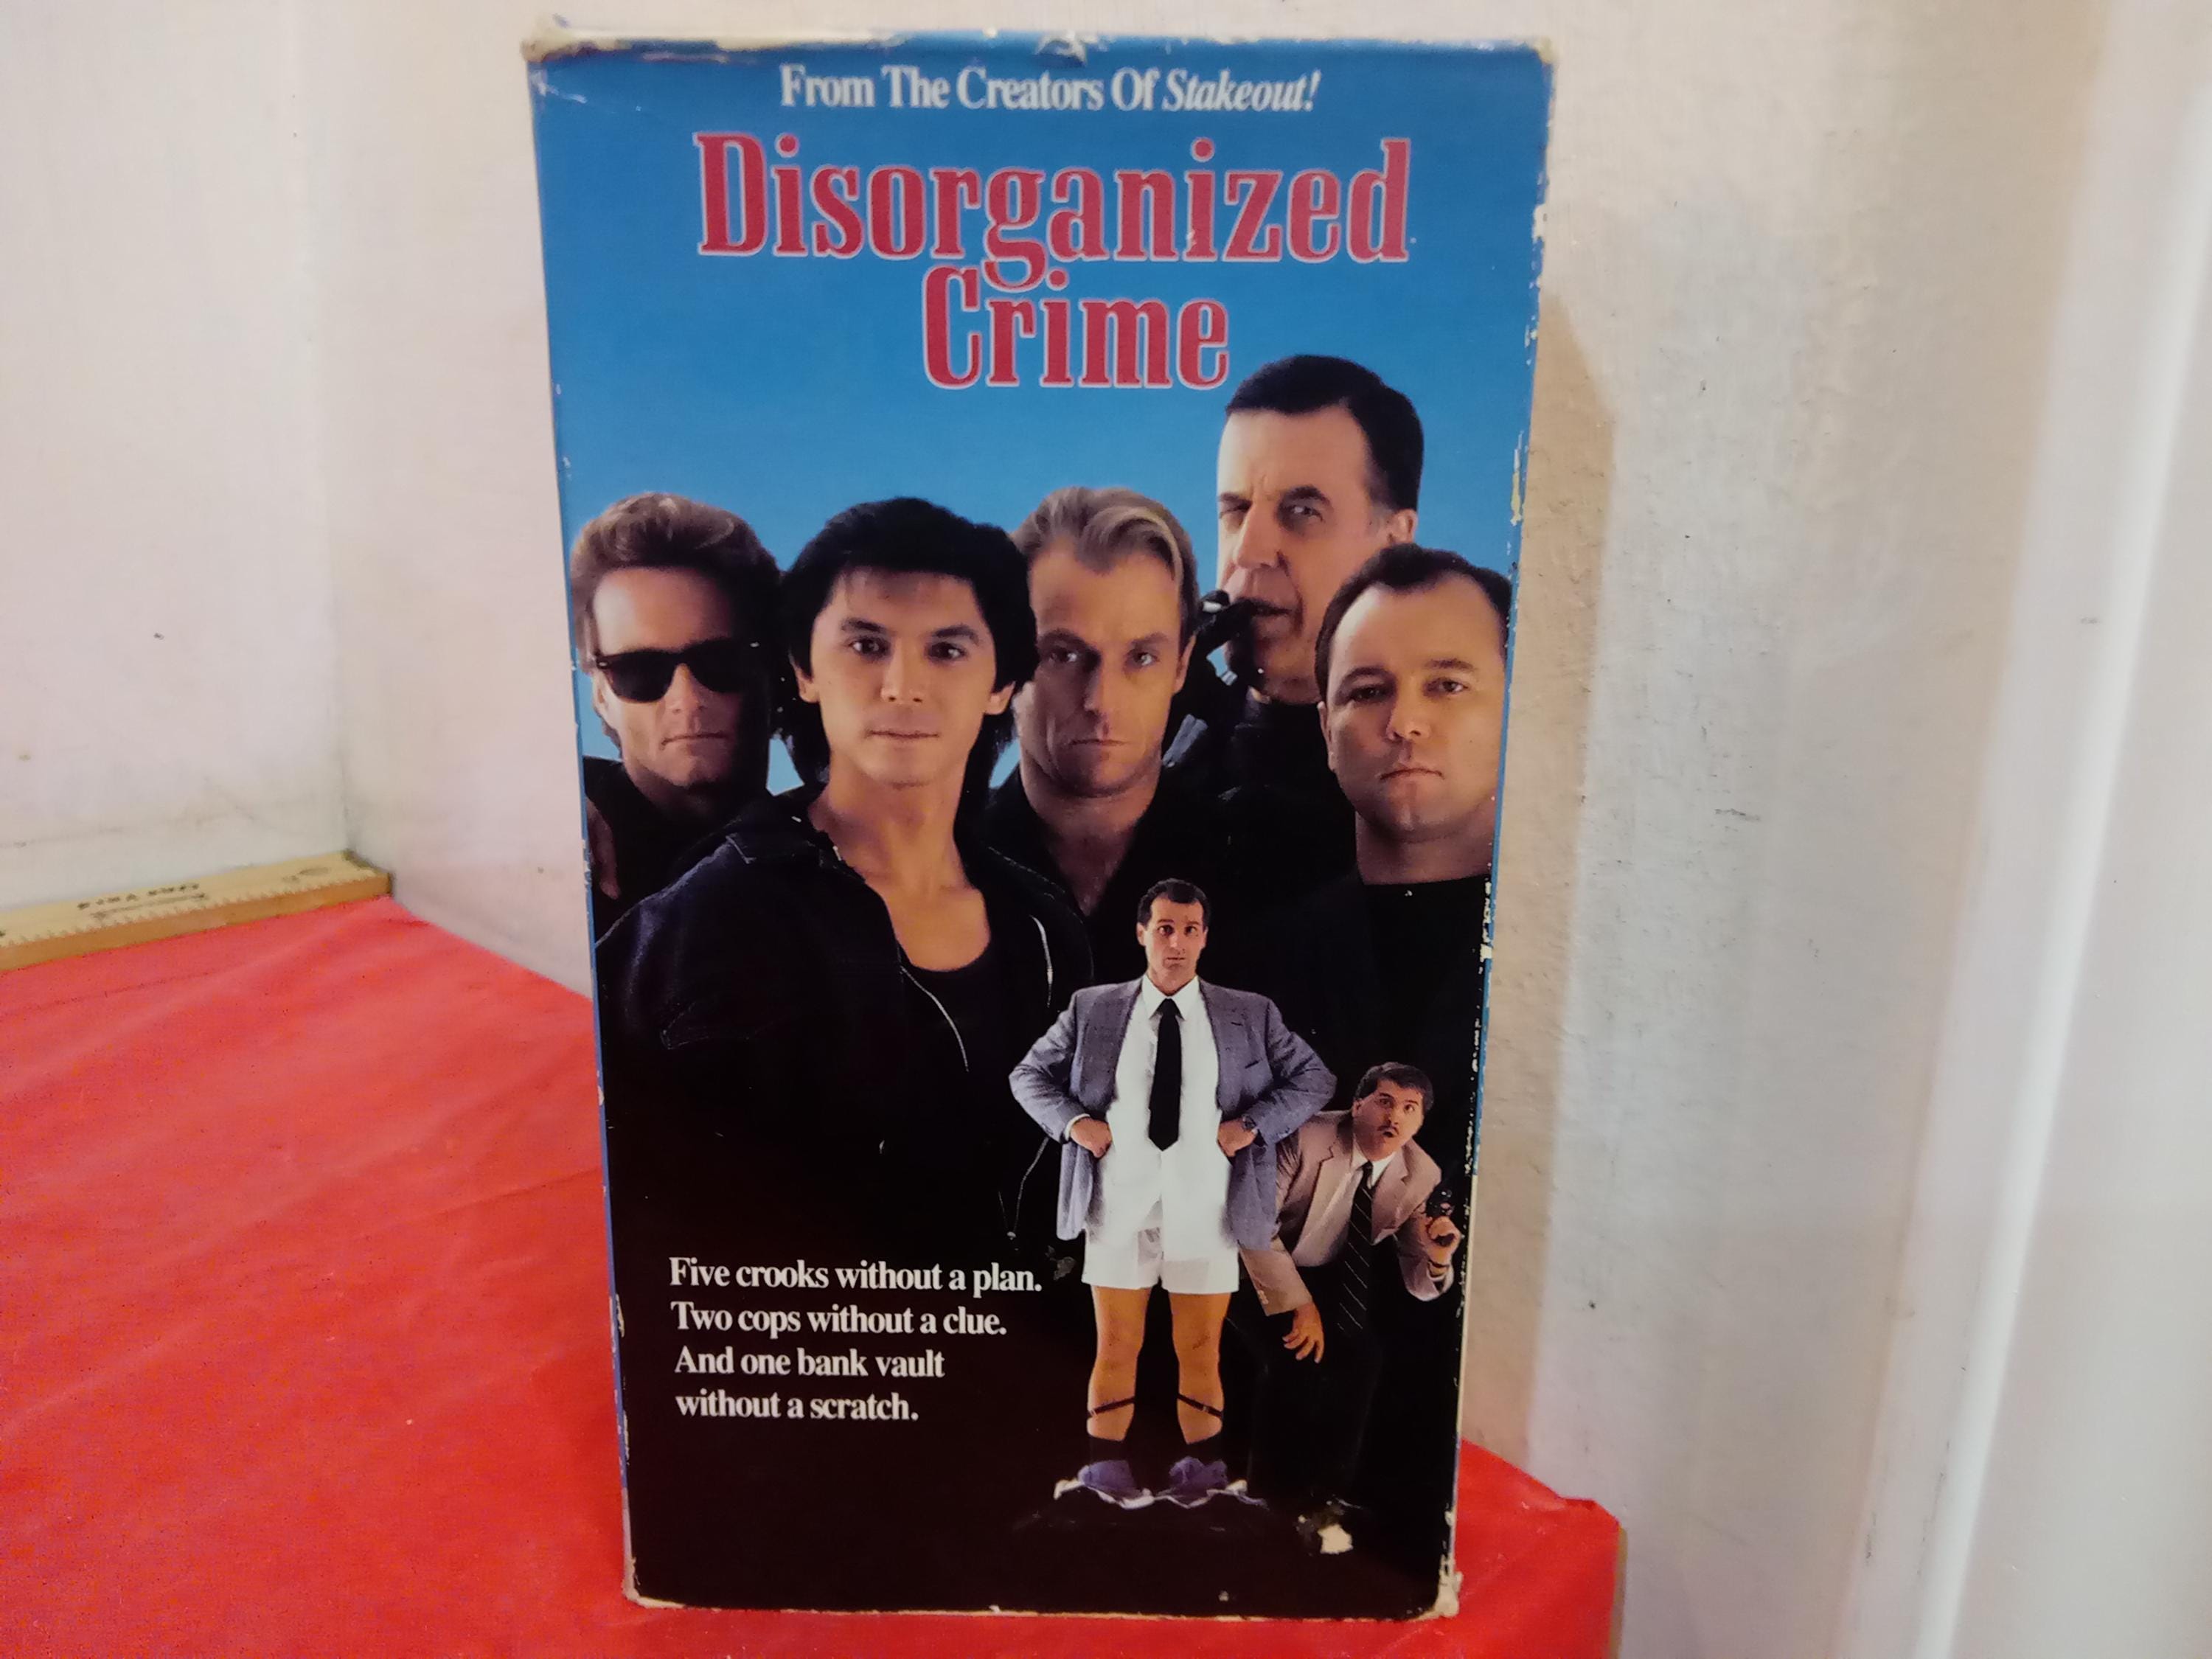 From The Creators Of Stakeout!
Disorganized
Crime
Five crooks without a plan.
Two cops without a clue.
And one bank vault
without a scratch.